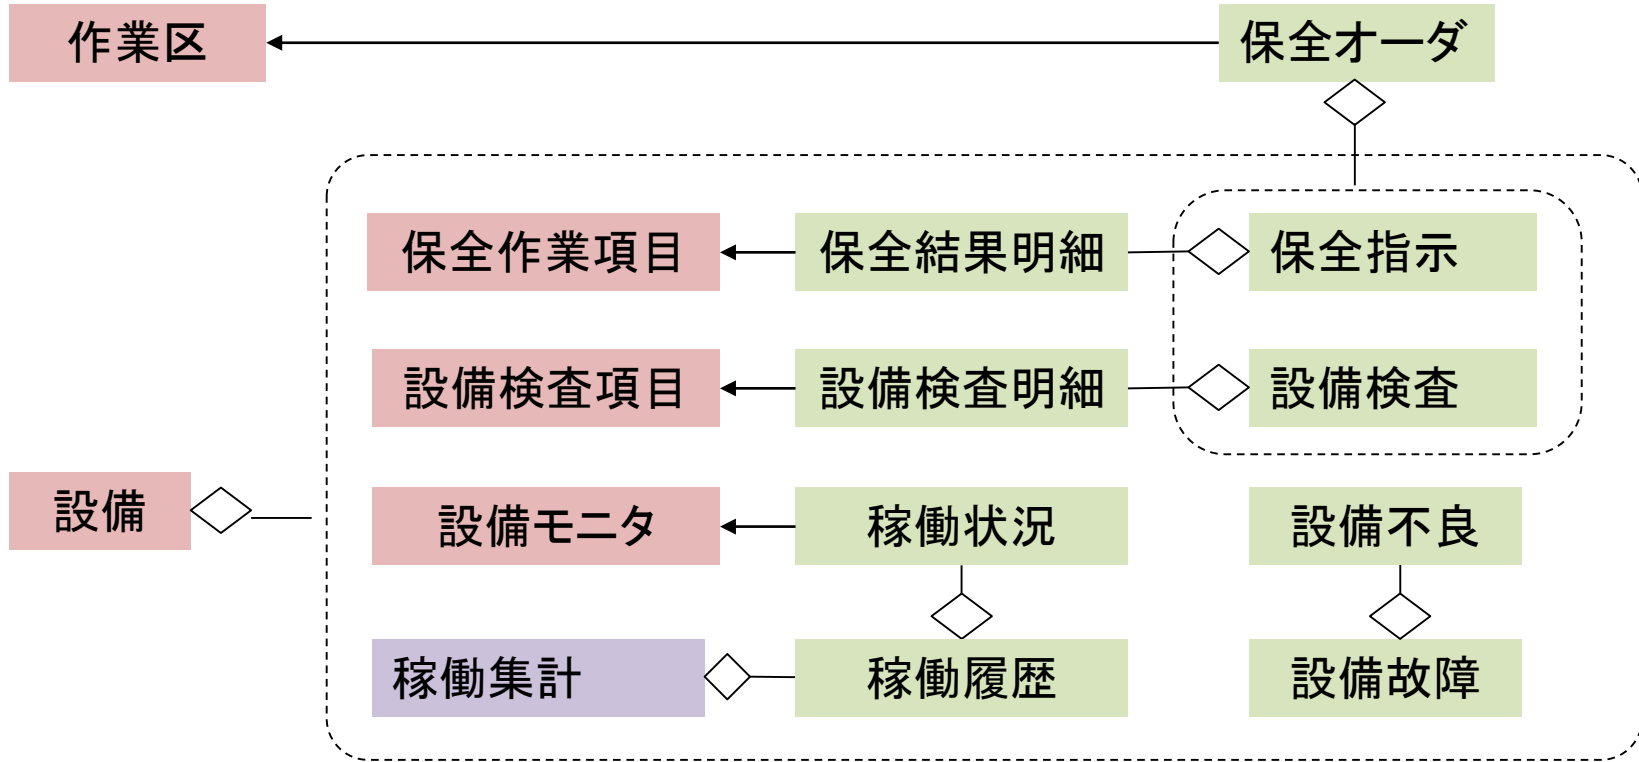 作業区
保全オーダ
保全作業項目
保全結果明細
保全指示
設備検査項目
設備検査明細
設備検査
設備
設備モニタ
稼働状況
設備不良
稼働集計
稼働履歴
設備故障